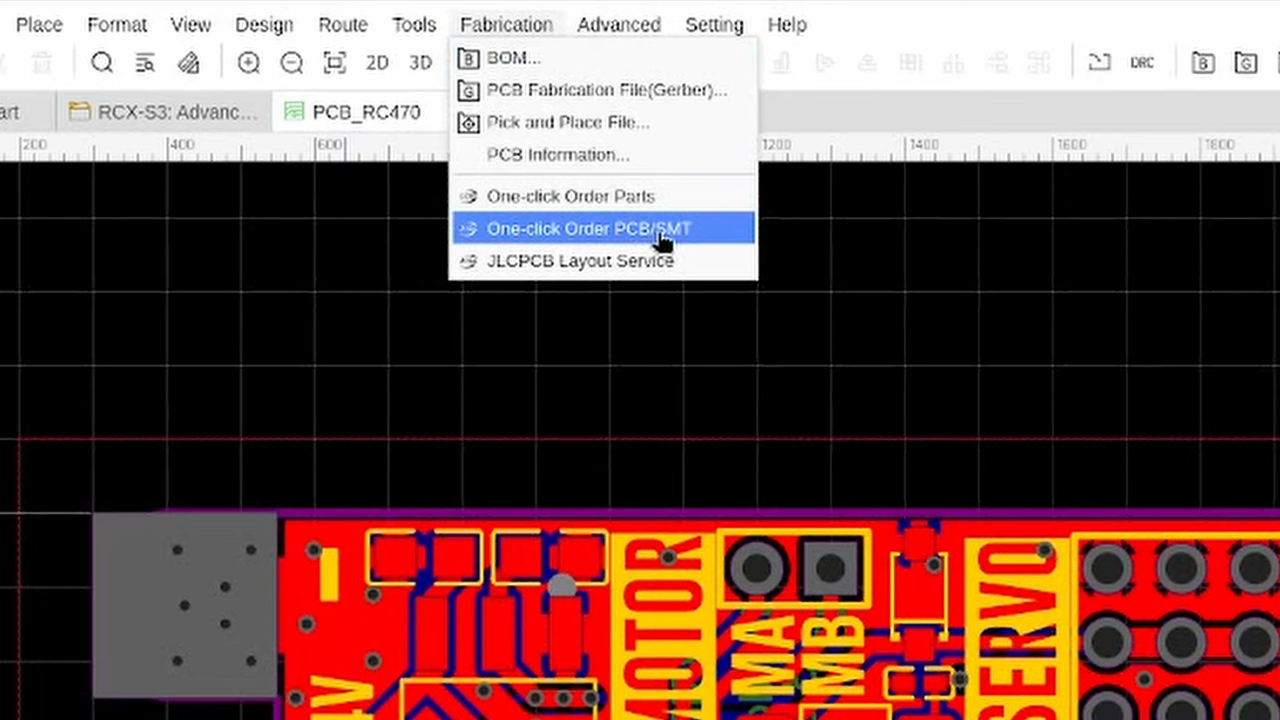 Place Format View Design Route Tools Fabrication Advanced Setting Help
2D 3D DRC B G
art RCX-S3: Advanc... PCB_RC470
200 400 600 1200 1400 1600 1800
BOM...
PCB Fabrication File(Gerber)...
Pick and Place File...
PCB Information...
One-click Order Parts
One-click Order PCB/SMT
JLCPCB Layout Service
MOTOR
MA
MB
SERVO
4V